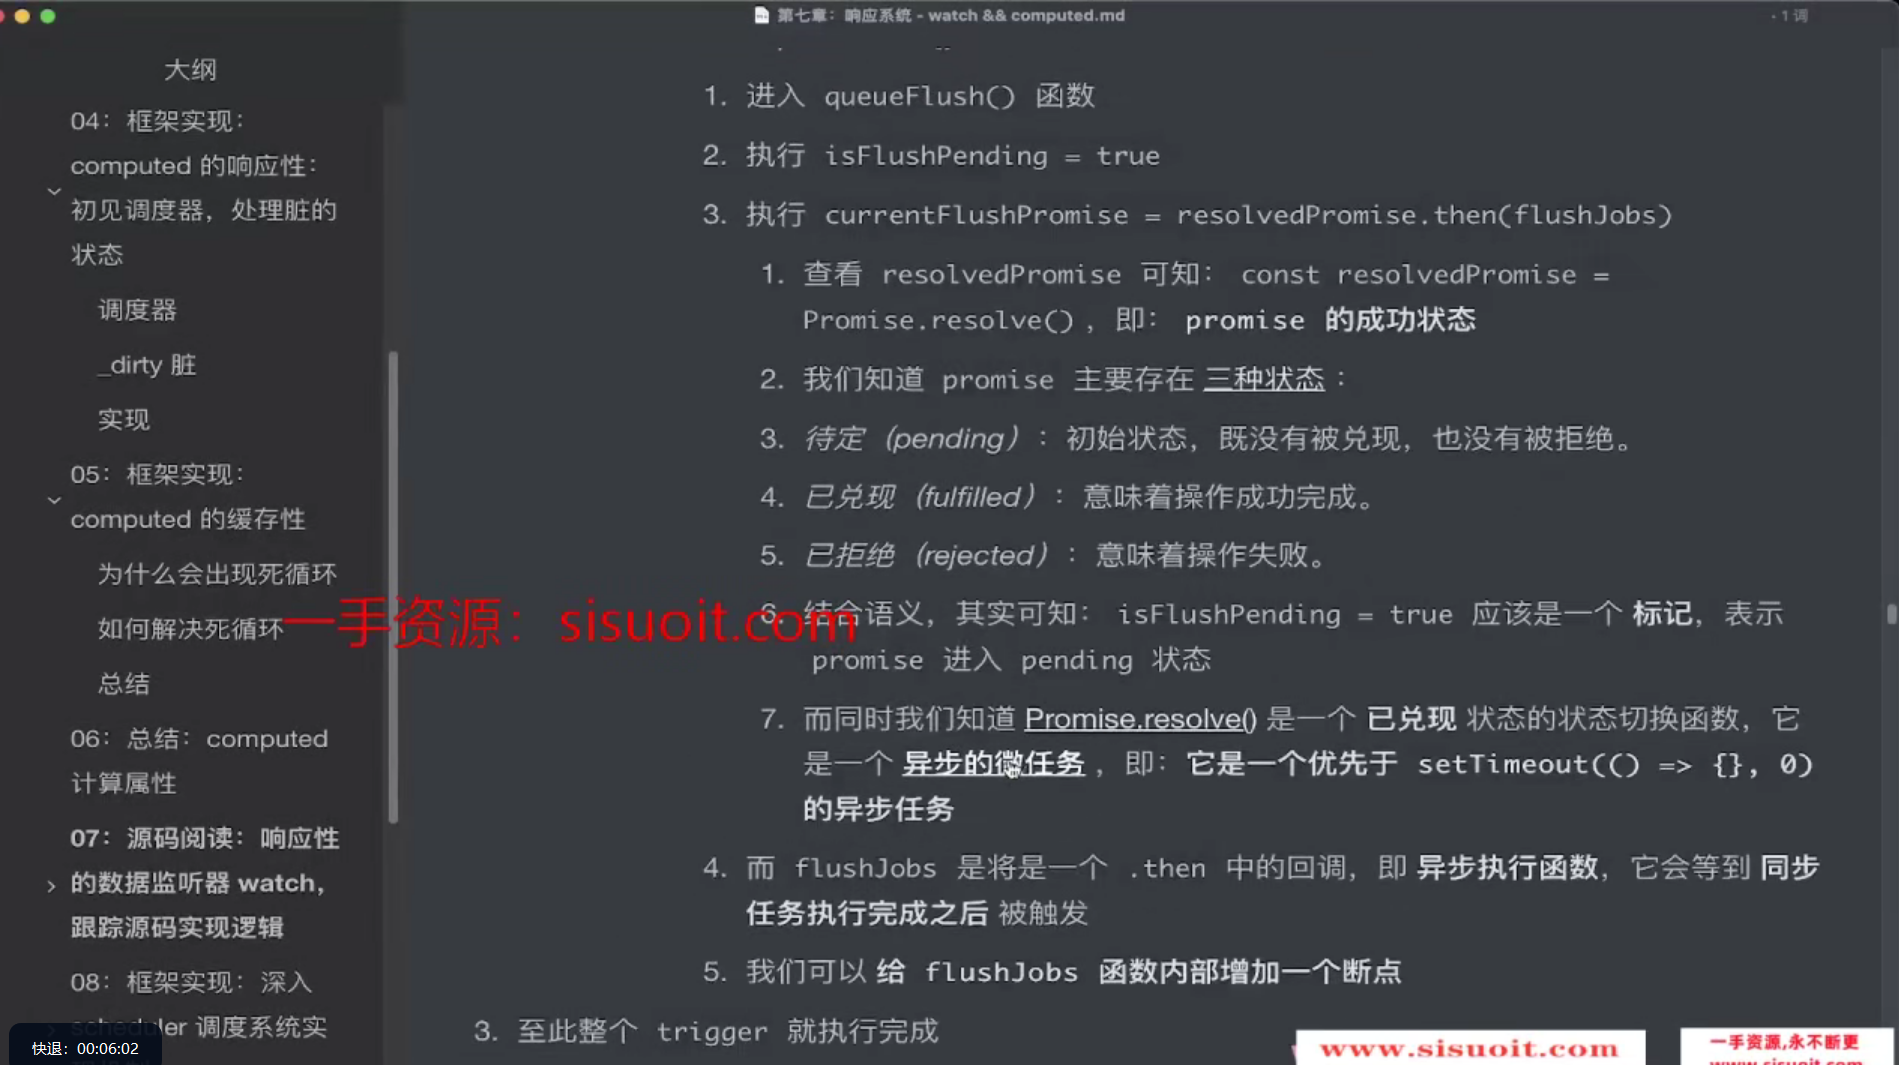 第七章：响应系统 - watch && computed.md
· 1 词
大纲
04：框架实现：
computed 的响应性：
初见调度器，处理脏的
状态
调度器
_dirty 脏
实现
05：框架实现：
computed 的缓存性
为什么会出现死循环
如何解决死循环
总结
06：总结：computed
计算属性
07：源码阅读：响应性
的数据监听器 watch，
跟踪源码实现逻辑
08：框架实现：深入
scheduler 调度系统实
快退：00:06:02
1. 进入 queueFlush() 函数
2. 执行 isFlushPending = true
3. 执行 currentFlushPromise = resolvedPromise.then(flushJobs)
1. 查看 resolvedPromise 可知： const resolvedPromise =
Promise.resolve() ，即： promise 的成功状态
2. 我们知道 promise 主要存在 三种状态：
3. 待定（pending）：初始状态，既没有被兑现，也没有被拒绝。
4. 已兑现（fulfilled）：意味着操作成功完成。
5. 已拒绝（rejected）：意味着操作失败。
6. 结合语义，其实可知： isFlushPending = true 应该是一个 标记，表示
promise 进入 pending 状态
7. 而同时我们知道 Promise.resolve() 是一个 已兑现 状态的状态切换函数，它
是一个 异步的微任务 ，即：它是一个优先于 setTimeout(() => {}, 0)
的异步任务
4. 而 flushJobs 是将是一个 .then 中的回调，即 异步执行函数，它会等到 同步
任务执行完成之后 被触发
5. 我们可以 给 flushJobs 函数内部增加一个断点
3. 至此整个 trigger 就执行完成
一手资源：sisuoit.com
www.sisuoit.com
一手资源,永不断更
www.sisuoit.com